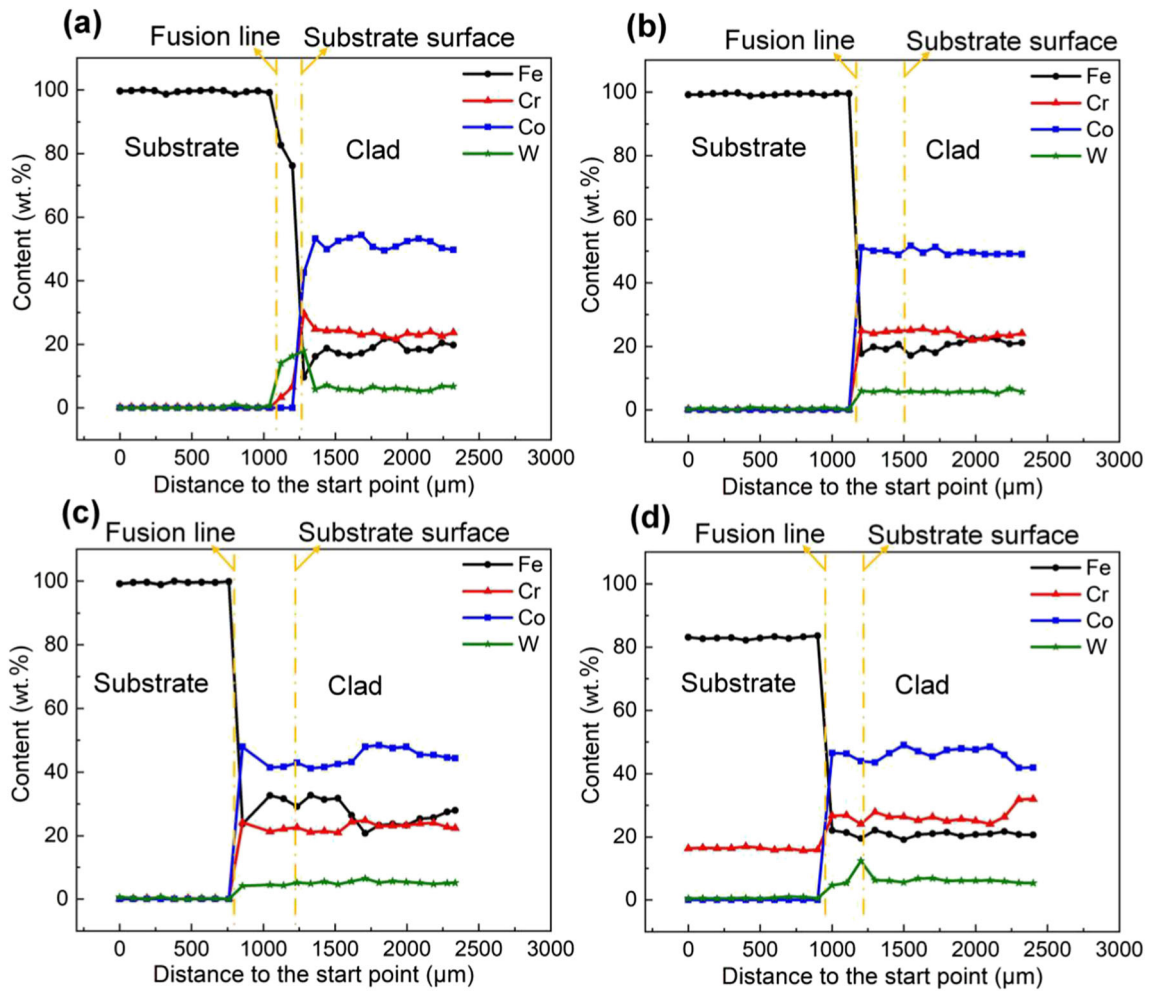 (a)
Fusion line
Substrate surface
Fe
Cr
Co
W
Substrate
Clad
Content (wt.%)
100
80
60
40
20
0
0 500 1000 1500 2000 2500 3000
Distance to the start point (µm)
(b)
Fusion line
Substrate surface
Fe
Cr
Co
W
Substrate
Clad
Content (wt.%)
100
80
60
40
20
0
0 500 1000 1500 2000 2500 3000
Distance to the start point (µm)
(c)
Fusion line
Substrate surface
Fe
Cr
Co
W
Substrate
Clad
Content (wt.%)
100
80
60
40
20
0
0 500 1000 1500 2000 2500 3000
Distance to the start point (µm)
(d)
Fusion line
Substrate surface
Fe
Cr
Co
W
Substrate
Clad
Content (wt.%)
100
80
60
40
20
0
0 500 1000 1500 2000 2500 3000
Distance to the start point (µm)